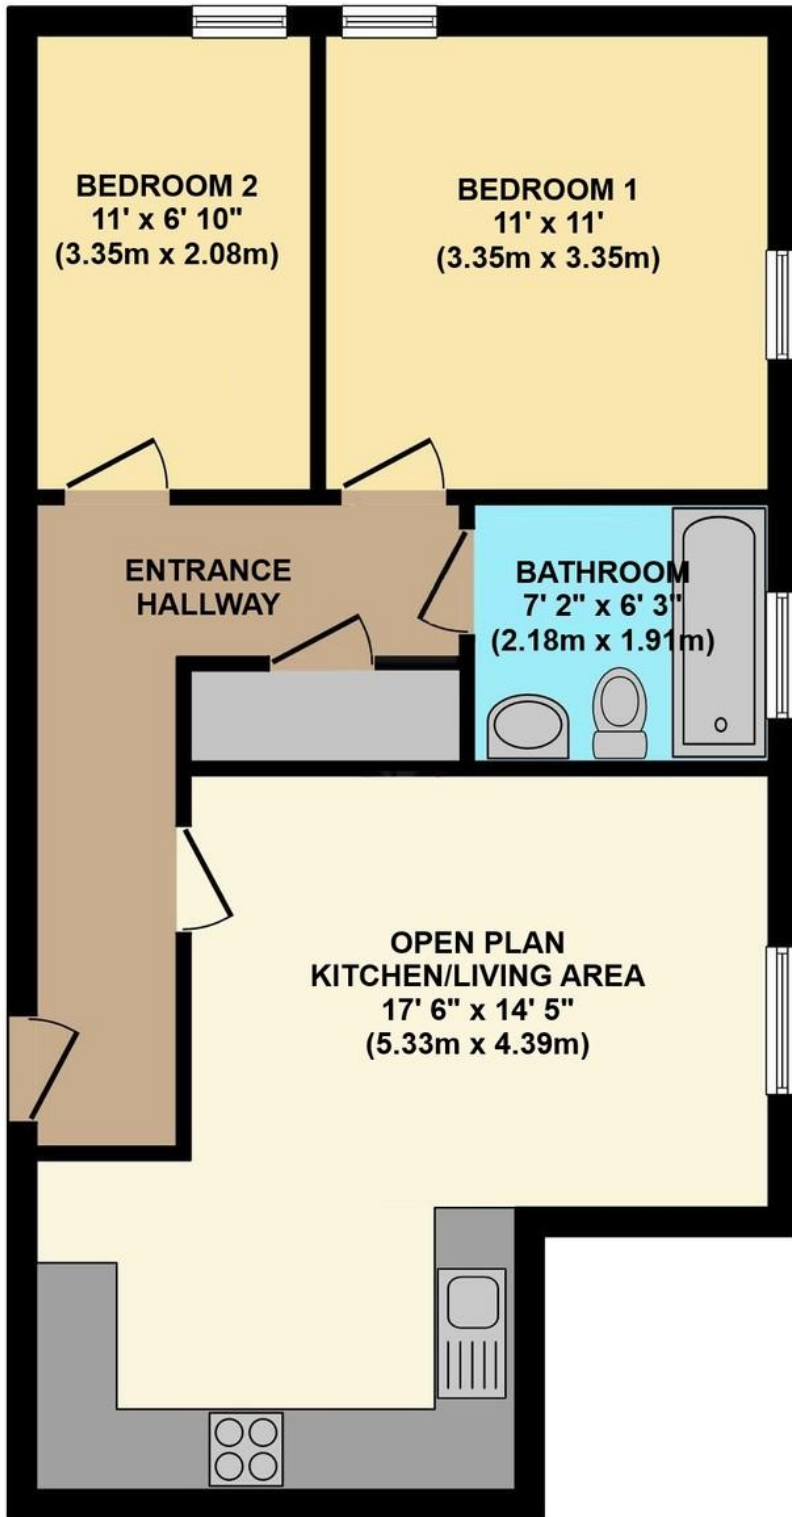 BEDROOM 2
11' x 6' 10"
(3.35m x 2.08m)
BEDROOM 1
11' x 11'
(3.35m x 3.35m)
ENTRANCE
HALLWAY
BATHROOM
7' 2" x 6' 3"
(2.18m x 1.91m)
OPEN PLAN
KITCHEN/LIVING AREA
17' 6" x 14' 5"
(5.33m x 4.39m)